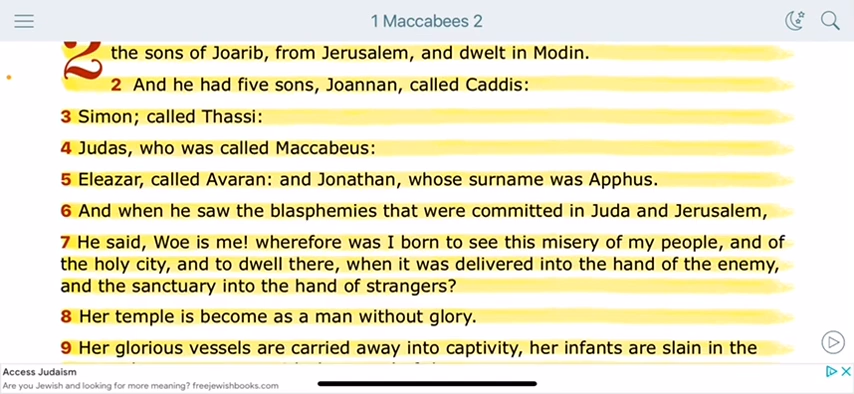 1 Maccabees 2
2 the sons of Joarib, from Jerusalem, and dwelt in Modin.
2 And he had five sons, Joannan, called Caddis:
3 Simon; called Thassi:
4 Judas, who was called Maccabeus:
5 Eleazar, called Avaran: and Jonathan, whose surname was Apphus.
6 And when he saw the blasphemies that were committed in Juda and Jerusalem,
7 He said, Woe is me! wherefore was I born to see this misery of my people, and of
the holy city, and to dwell there, when it was delivered into the hand of the enemy,
and the sanctuary into the hand of strangers?
8 Her temple is become as a man without glory.
9 Her glorious vessels are carried away into captivity, her infants are slain in the
Access Judaism
Are you Jewish and looking for more meaning? freejewishbooks.com